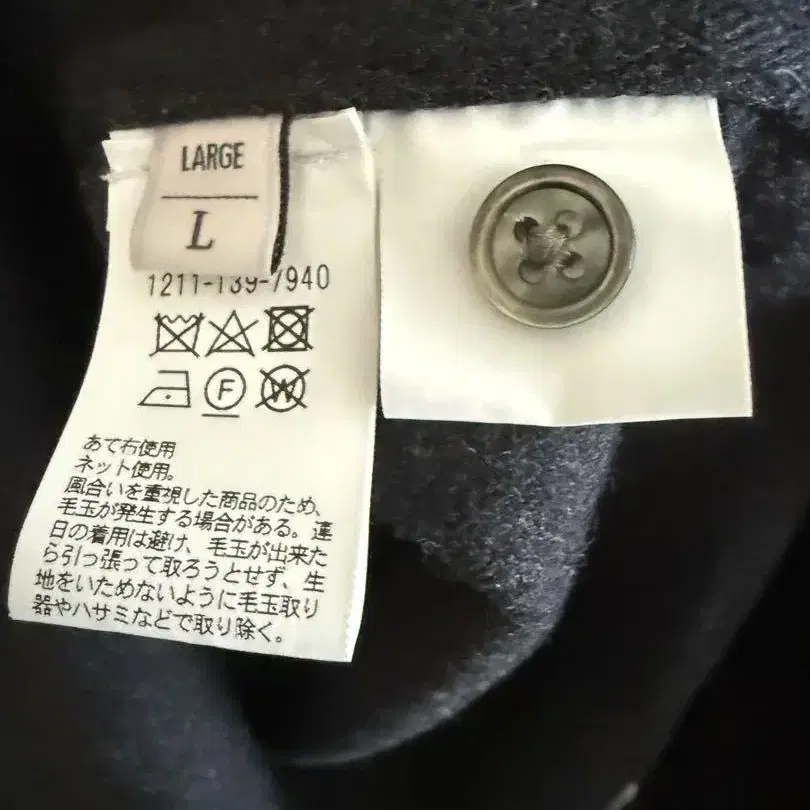 LARGE
L
1211-139-7940
F
W
あて布使用
ネット使用。
風合いを重視した商品のため、
毛玉が発生する場合がある。連
日の着用は避け、毛玉が出来た
ら引っ張って取ろうとせず、生
地をいためないように毛玉取り
器やハサミなどで取り除く。